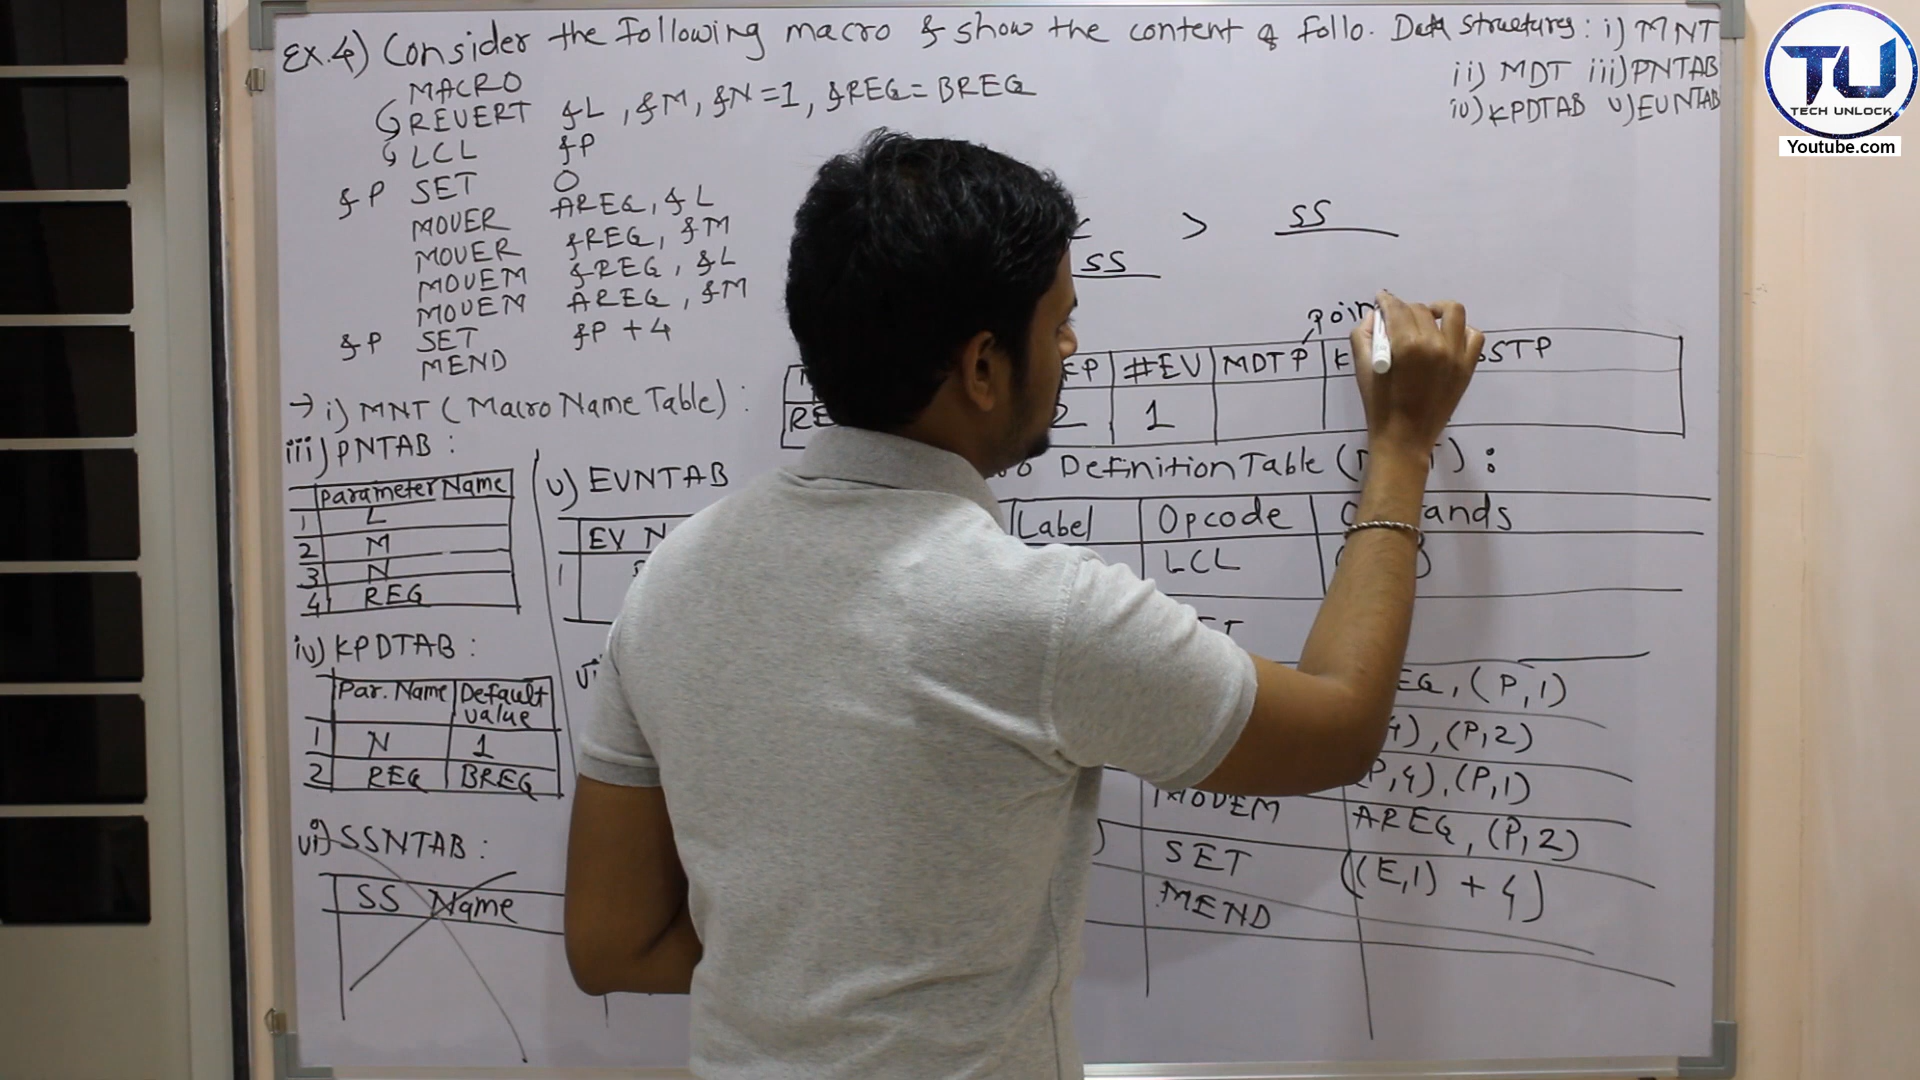 Ex.4) Consider the following macro & show the content of follo. Data Structures: i) MNT
ii) MDT iii) PNTAB
iv) KPDTAB v) EVNTAB
MACRO
REVERT &L, &M, &N=1, &REG=BREG
LCL &P
&P SET 0
MOVER AREG, &L
MOVER &REG, &M
MOVEM &REG, &L
MOVEM AREG, &M
&P SET &P+4
MEND
SS
> SS
→ i) MNT (Macro Name Table):
#EV MDTP SSTP
2 1
Definition Table
Label Opcode
LCL
(P,1)
(P,2)
(P,1)
MOVEM AREG, (P,2)
SET ((E,1) + 4)
MEND
iii) PNTAB:
Parameter Name
1 L
2 M
3 N
4 REG
v) EVNTAB
EV
1
iv) KPDTAB:
Par. Name Default value
1 N 1
2 REG BREG
vi) SSNTAB:
SS Name
TU
TECH UNLOCK
Youtube.com